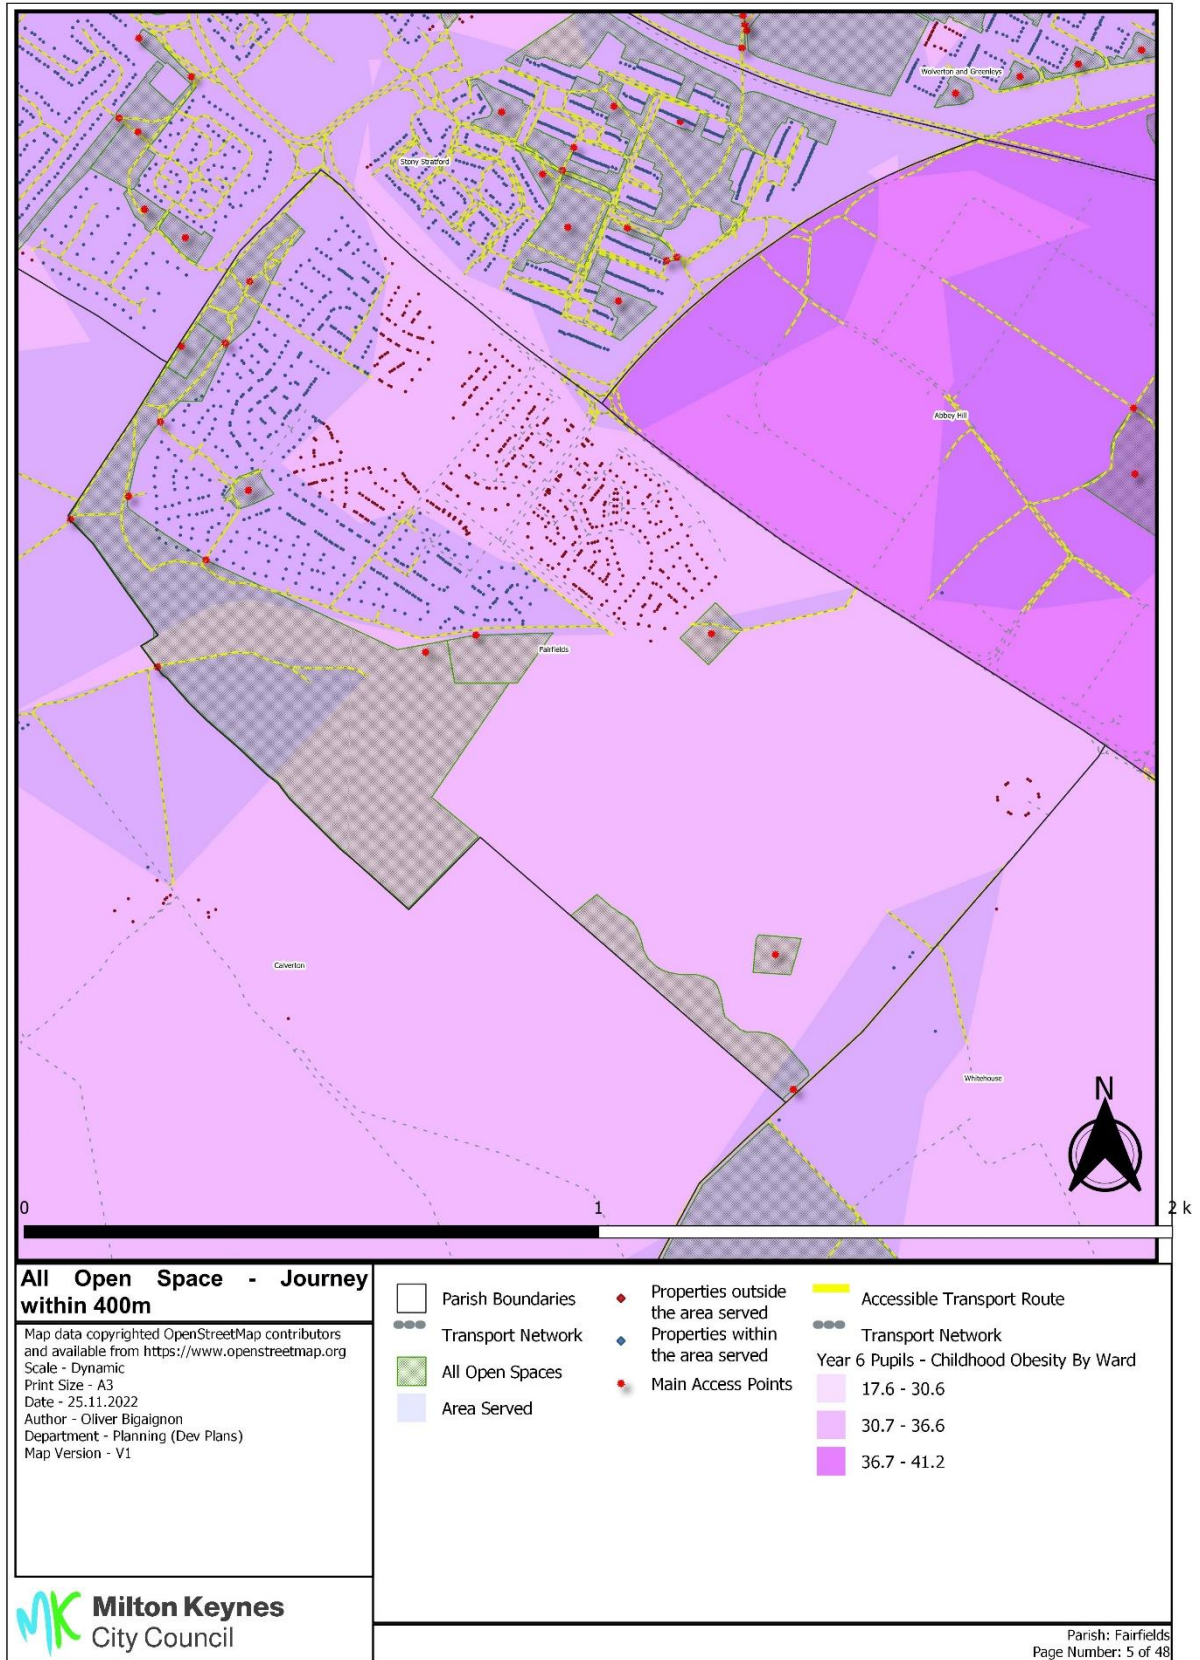 Wolverton and Greenleys
Stony Stratford
Abbey Hill
Fairfields
Calverton
Whitehouse
N
0 1 2 k
All Open Space - Journey
within 400m
Map data copyrighted OpenStreetMap contributors
and available from https://www.openstreetmap.org
Scale - Dynamic
Print Size - A3
Date - 25.11.2022
Author - Oliver Bigaignon
Department - Planning (Dev Plans)
Map Version - V1
Milton Keynes
City Council
Parish Boundaries
Transport Network
All Open Spaces
Area Served
Properties outside
the area served
Properties within
the area served
Main Access Points
Accessible Transport Route
Transport Network
Year 6 Pupils - Childhood Obesity By Ward
17.6 - 30.6
30.7 - 36.6
36.7 - 41.2
Parish: Fairfields
Page Number: 5 of 48